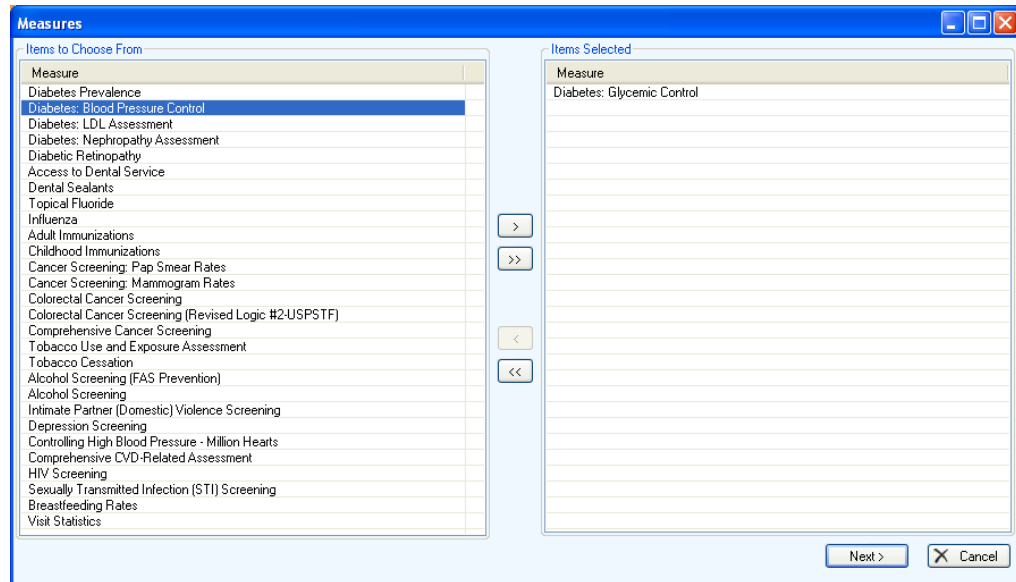 Measures
Items to Choose From
Measure
Diabetes Prevalence
Diabetes: Blood Pressure Control
Diabetes: LDL Assessment
Diabetes: Nephropathy Assessment
Diabetic Retinopathy
Access to Dental Service
Dental Sealants
Topical Fluoride
Influenza
Adult Immunizations
Childhood Immunizations
Cancer Screening: Pap Smear Rates
Cancer Screening: Mammogram Rates
Colorectal Cancer Screening
Colorectal Cancer Screening (Revised Logic #2-USPSTF)
Comprehensive Cancer Screening
Tobacco Use and Exposure Assessment
Tobacco Cessation
Alcohol Screening (FAS Prevention)
Alcohol Screening
Intimate Partner (Domestic) Violence Screening
Depression Screening
Controlling High Blood Pressure - Million Hearts
Comprehensive CVD-Related Assessment
HIV Screening
Sexually Transmitted Infection (STI) Screening
Breastfeeding Rates
Visit Statistics
>
>>
<
<<
Items Selected
Measure
Diabetes: Glycemic Control
Next >
Cancel